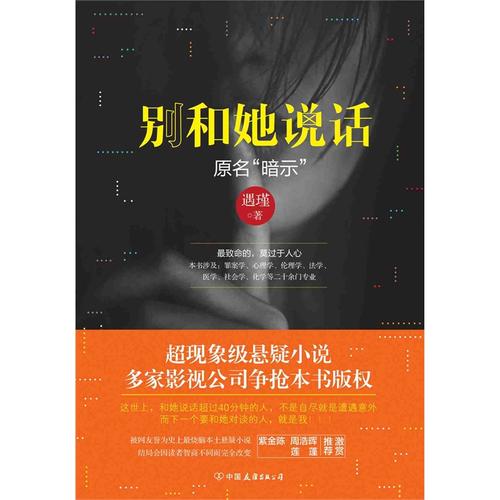 别和她说话
原名“暗示”
遇瑾
◎著
最致命的，莫过于人心
本书涉及：罪案学、心理学、伦理学、法学、
医学、社会学、化学等二十余门专业
超现象级悬疑小说
多家影视公司争抢本书版权
这世上，和她说话超过40分钟的人，不是自尽就是遭遇意外
而下一个要和她对谈的人，就是我！！！
被网友誉为史上最烧脑本土悬疑小说
结局会因读者智商不同而完全改变
紫金陈 周浩晖
莲蓬
激赏
推荐
中国友谊出版公司